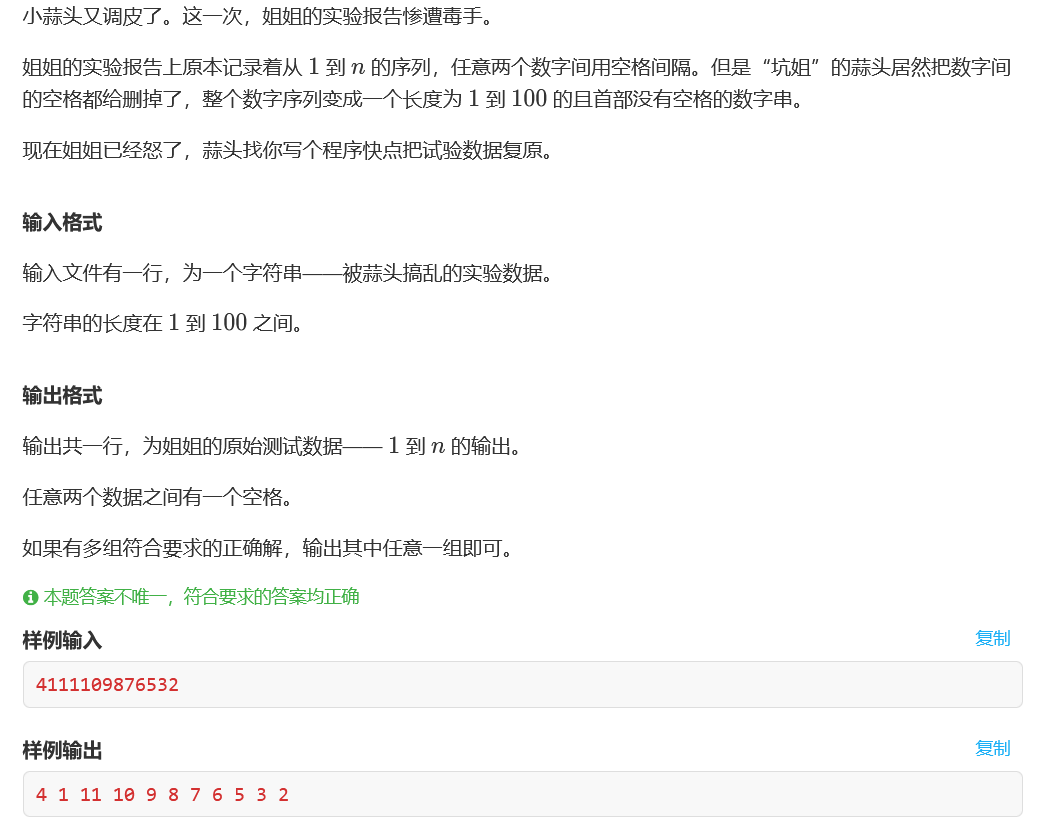 小蒜头又调皮了。这一次，姐姐的实验报告惨遭毒手。
姐姐的实验报告上原本记录着从 1 到 n 的序列，任意两个数字间用空格间隔。但是“坑姐”的蒜头居然把数字间
的空格都给删掉了，整个数字序列变成一个长度为 1 到 100 的且首部没有空格的数字串。
现在姐姐已经怒了，蒜头找你写个程序快点把试验数据复原。
输入格式
输入文件有一行，为一个字符串——被蒜头搞乱的实验数据。
字符串的长度在 1 到 100 之间。
输出格式
输出共一行，为姐姐的原始测试数据—— 1 到 n 的输出。
任意两个数据之间有一个空格。
如果有多组符合要求的正确解，输出其中任意一组即可。
本题答案不唯一，符合要求的答案均正确
样例输入 复制
4111109876532
样例输出 复制
4 1 11 10 9 8 7 6 5 3 2